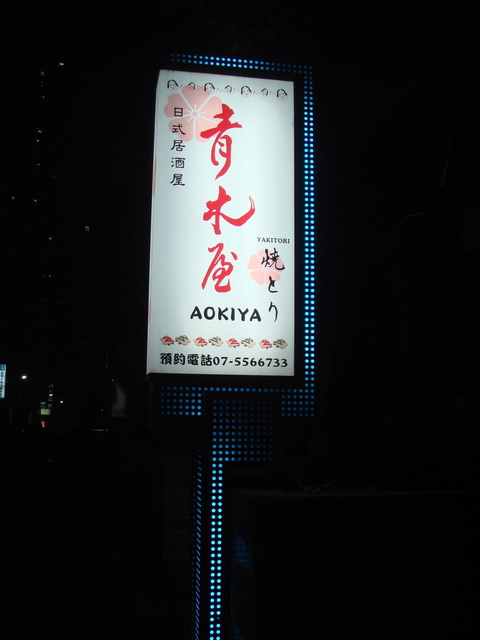 日式居酒屋
青木屋
YAKITORI
焼とり
AOKIYA
預約電話07-5566733